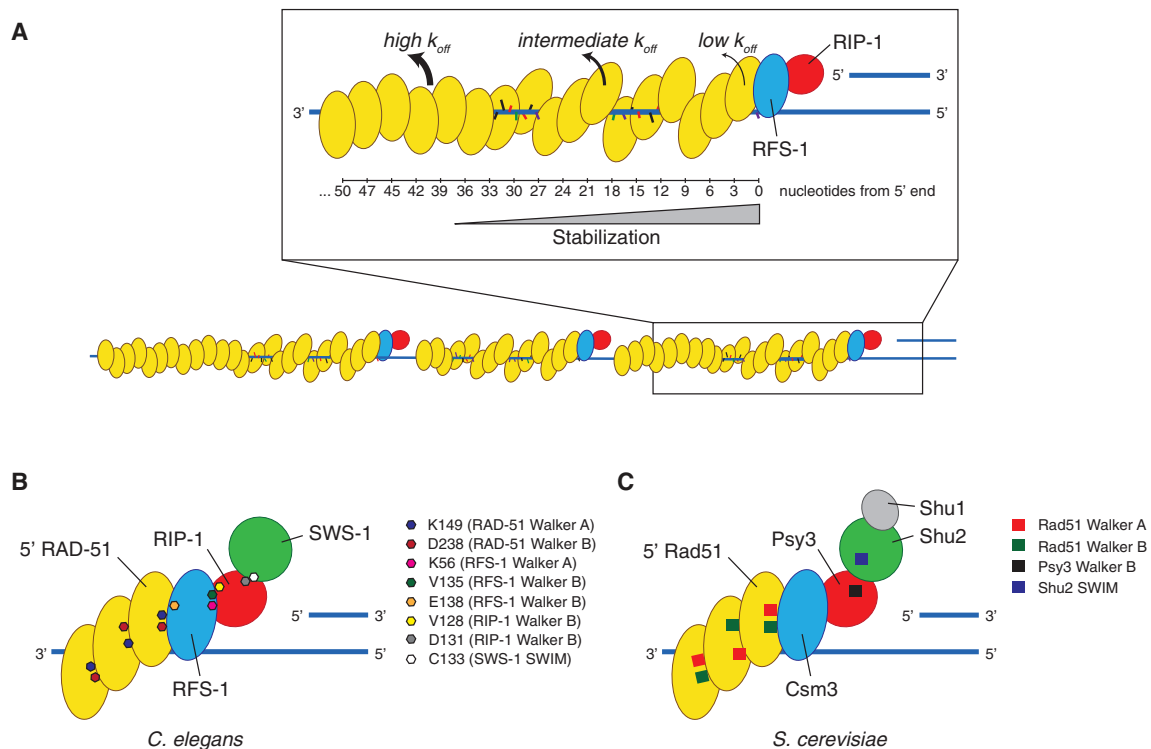 A
high koff
intermediate koff
low koff
RIP-1
5’
3’
3’
5’
RFS-1
... 50 47 45 42 39 36 33 30 27 24 21 18 15 12 9 6 3 0 nucleotides from 5’ end
Stabilization
B
5’ RAD-51
RIP-1
SWS-1
5’
3’
3’
5’
RFS-1
C. elegans
K149 (RAD-51 Walker A)
D238 (RAD-51 Walker B)
K56 (RFS-1 Walker A)
V135 (RFS-1 Walker B)
E138 (RFS-1 Walker B)
V128 (RIP-1 Walker B)
D131 (RIP-1 Walker B)
C133 (SWS-1 SWIM)
C
Shu1
Shu2
Psy3
5’ Rad51
5’
3’
3’
5’
Csm3
S. cerevisiae
Rad51 Walker A
Rad51 Walker B
Psy3 Walker B
Shu2 SWIM